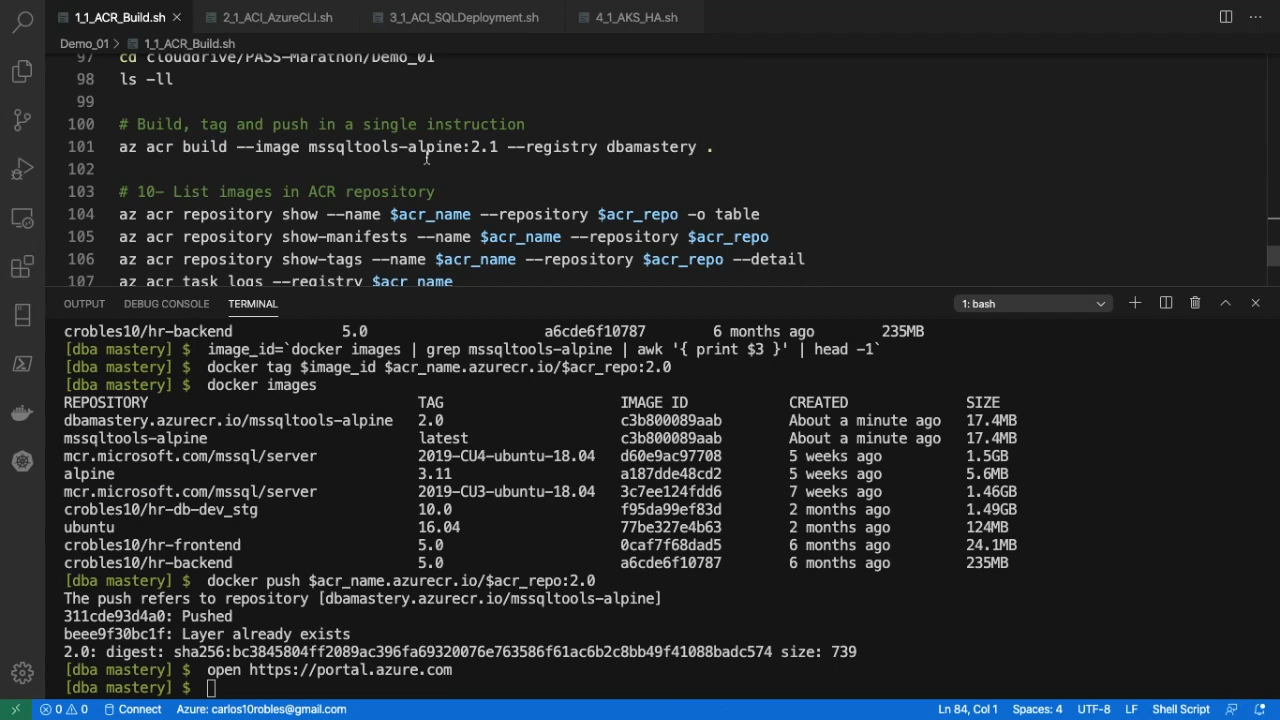 1_1_ACR_Build.sh
2_1_ACI_AzureCLI.sh
3_1_ACI_SQLDeployment.sh
4_1_AKS_HA.sh
Demo_01 > 1_1_ACR_Build.sh
97 cd clouddrive/PASS-Marathon/Demo_01
98 ls -ll
99
100 # Build, tag and push in a single instruction
101 az acr build --image mssqltools-alpine:2.1 --registry dbamastery .
102
103 # 10- List images in ACR repository
104 az acr repository show --name $acr_name --repository $acr_repo -o table
105 az acr repository show-manifests --name $acr_name --repository $acr_repo
106 az acr repository show-tags --name $acr_name --repository $acr_repo --detail
107 az acr task logs --registry $acr_name
OUTPUT DEBUG CONSOLE TERMINAL 1: bash
crobles10/hr-backend 5.0 a6cde6f10787 6 months ago 235MB
[dba mastery] $ image_id=`docker images | grep mssqltools-alpine | awk '{ print $3 }' | head -1`
[dba mastery] $ docker tag $image_id $acr_name.azurecr.io/$acr_repo:2.0
[dba mastery] $ docker images
REPOSITORY TAG IMAGE ID CREATED SIZE
dbamastery.azurecr.io/mssqltools-alpine 2.0 c3b800089aab About a minute ago 17.4MB
mssqltools-alpine latest c3b800089aab About a minute ago 17.4MB
mcr.microsoft.com/mssql/server 2019-CU4-ubuntu-18.04 d60e9ac97708 5 weeks ago 1.5GB
alpine 3.11 a187dde48cd2 5 weeks ago 5.6MB
mcr.microsoft.com/mssql/server 2019-CU3-ubuntu-18.04 3c7ee124fdd6 7 weeks ago 1.46GB
crobles10/hr-db-dev_stg 10.0 f95da99ef83d 2 months ago 1.49GB
ubuntu 16.04 77be327e4b63 2 months ago 124MB
crobles10/hr-frontend 5.0 0caf7f68dad5 6 months ago 24.1MB
crobles10/hr-backend 5.0 a6cde6f10787 6 months ago 235MB
[dba mastery] $ docker push $acr_name.azurecr.io/$acr_repo:2.0
The push refers to repository [dbamastery.azurecr.io/mssqltools-alpine]
311cde93d4a0: Pushed
beee9f30bc1f: Layer already exists
2.0: digest: sha256:bc3845804ff2089ac396fa69320076e763586f61ac6b2c8bb49f41088badc574 size: 739
[dba mastery] $ open https://portal.azure.com
[dba mastery] $
0 0 Connect Azure: carlos10robles@gmail.com Ln 84, Col 1 Spaces: 4 UTF-8 LF Shell Script